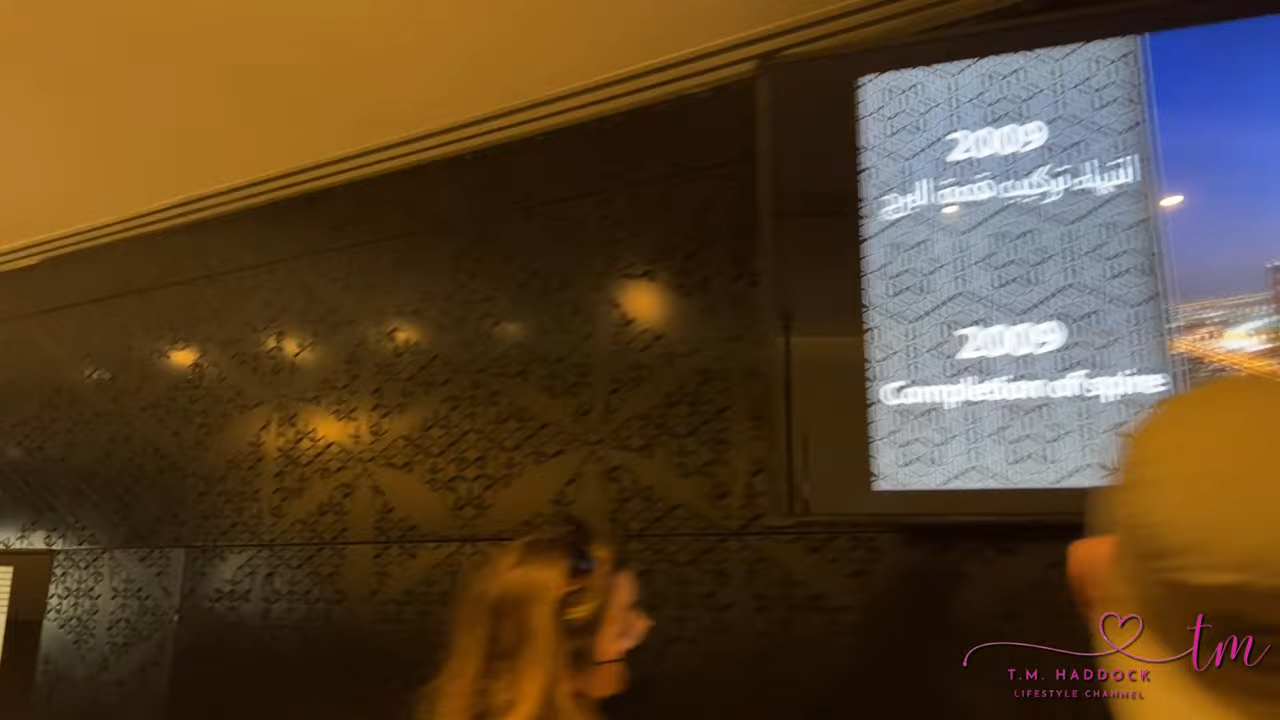 2009
تركيب قمة البرج
2009
Completion of spire
tm
T.M. HADDOCK
LIFESTYLE CHANNEL